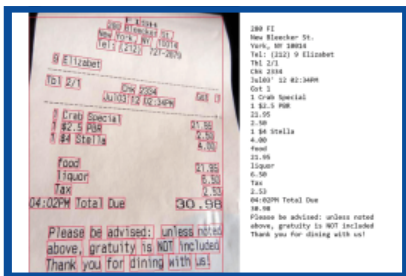 280 Bleecker St.
New York, NY 10014
Tel: (212) 727-2879
9 Elizabet
Tbl 2/1 Chk 2334 Gst 1
Jul03'12 02:34PM
1 Crab Special 21.95
1 $2.5 PBR
1 $4 Stella 4.00
food 21.95
liquor 6.50
Tax 2.53
04:02PM Total Due 30.98
Please be advised: unless noted
above, gratuity is NOT included
Thank you for dining with us!
280 FI
New Bleecker St.
York, NY 10014
Tel: (212) 9 Elizabet
Tbl 2/1
Chk 2334
Jul03' 12 02:34PM
Gst 1
1 Crab Special
1 $2.5 PBR
21.95
2.50
1 $4 Stella
4.00
food
21.95
liquor
6.50
Tax
2.53
04:02PM Total Due
30.98
Please be advised: unless noted
above, gratuity is NOT included
Thank you for dining with us!